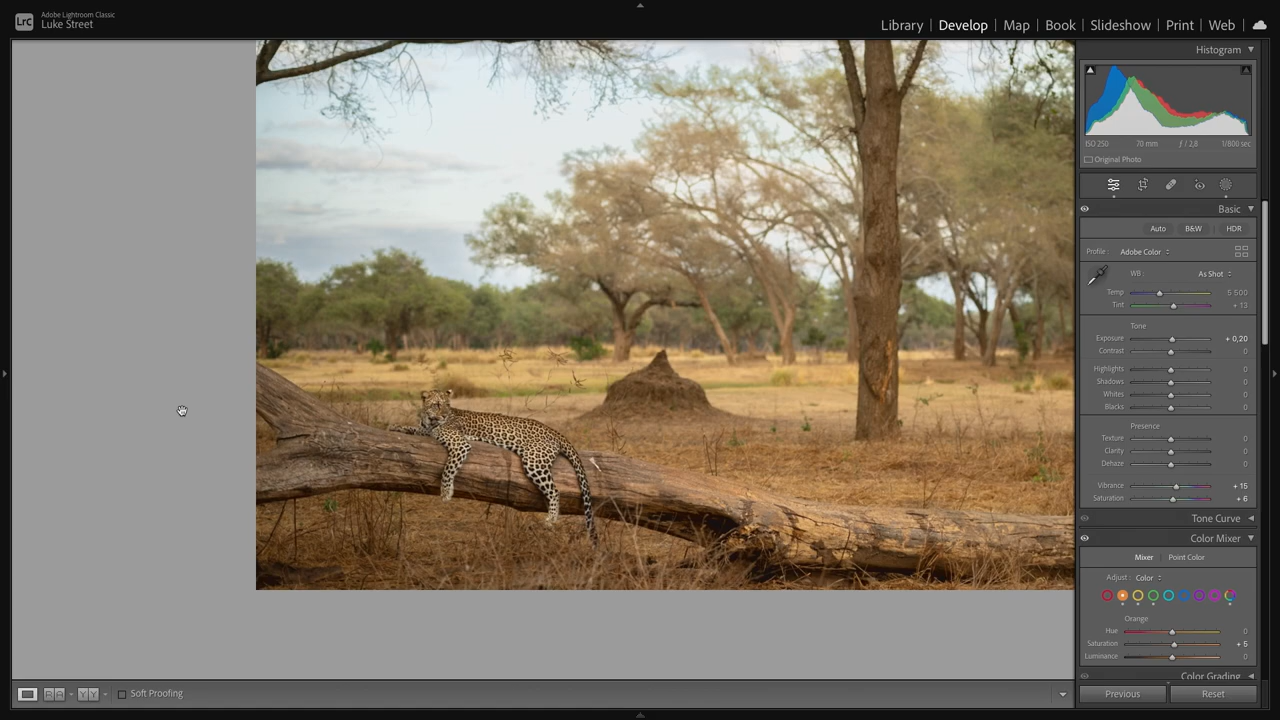 Lrc
Adobe Lightroom Classic
Luke Street
Library | Develop | Map | Book | Slideshow | Print | Web
Histogram
ISO 250 70 mm ƒ / 2,8 1/800 sec
Original Photo
Basic
Auto B&W HDR
Profile : Adobe Color
WB : As Shot
Temp 5 500
Tint + 13
Tone
Exposure + 0,20
Contrast 0
Highlights 0
Shadows 0
Whites 0
Blacks 0
Presence
Texture 0
Clarity 0
Dehaze 0
Vibrance + 15
Saturation + 6
Tone Curve
Color Mixer
Mixer Point Color
Adjust : Color
Orange
Hue 0
Saturation + 5
Luminance 0
Color Grading
Soft Proofing
Previous Reset